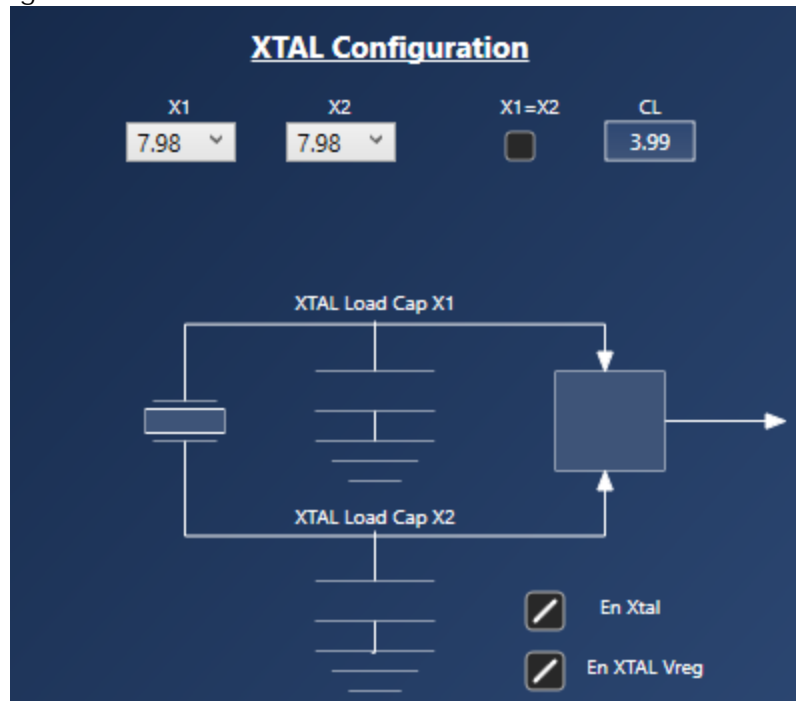 XTAL Configuration
X1 X2 X1=X2 CL
7.98 7.98 3.99
XTAL Load Cap X1
XTAL Load Cap X2
En Xtal
En XTAL Vreg